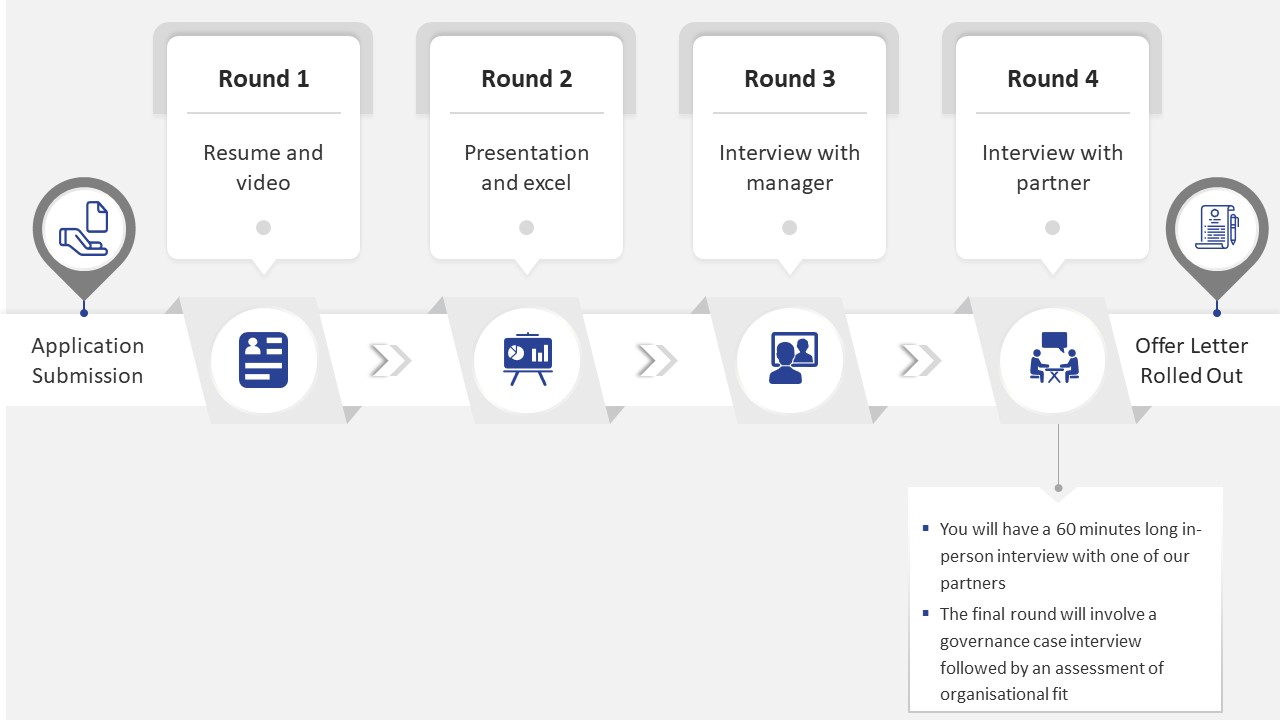 Round 1
Resume and
video
Round 2
Presentation
and excel
Round 3
Interview with
manager
Round 4
Interview with
partner
Application
Submission
Offer Letter
Rolled Out
▪ You will have a 60 minutes long in-
person interview with one of our
partners
▪ The final round will involve a
governance case interview
followed by an assessment of
organisational fit